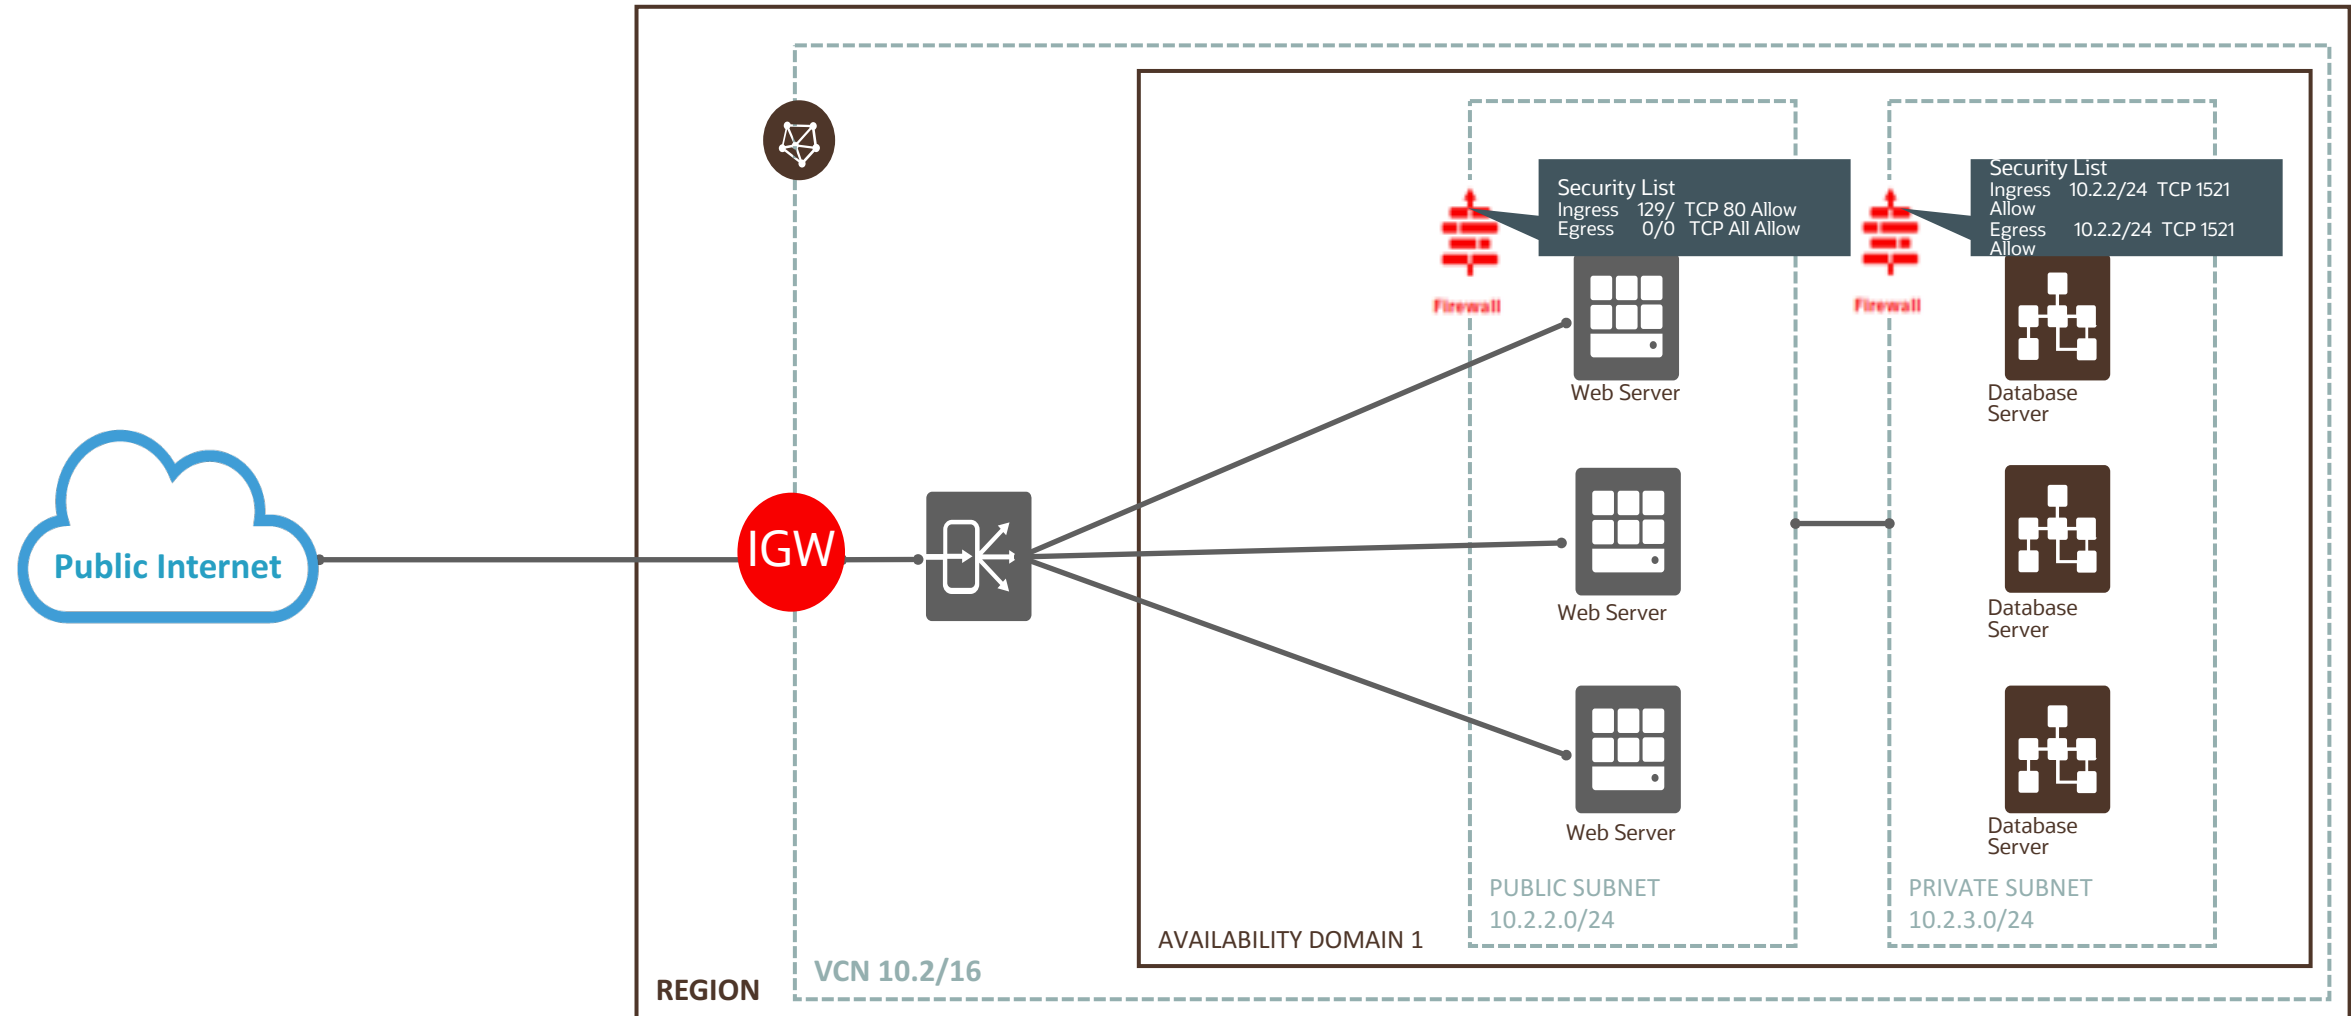 Security List
Ingress 129/ TCP 80 Allow
Egress 0/0 TCP All Allow
Security List
Ingress 10.2.2/24 TCP 1521
Allow
Egress 10.2.2/24 TCP 1521
Allow
Firewall
Firewall
Web Server
Database
Server
Public Internet
IGW
Web Server
Database
Server
Web Server
Database
Server
PUBLIC SUBNET
10.2.2.0/24
PRIVATE SUBNET
10.2.3.0/24
AVAILABILITY DOMAIN 1
VCN 10.2/16
REGION